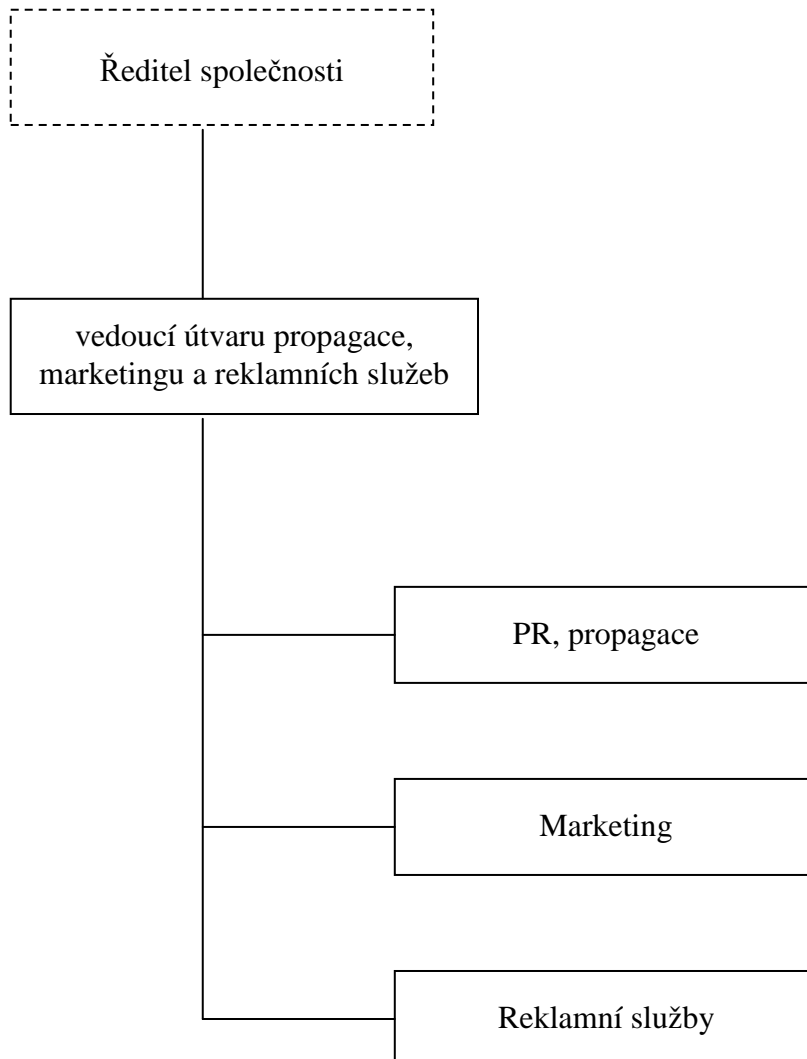 Ředitel společnosti
vedoucí útvaru propagace,
marketingu a reklamních služeb
PR, propagace
Marketing
Reklamní služby